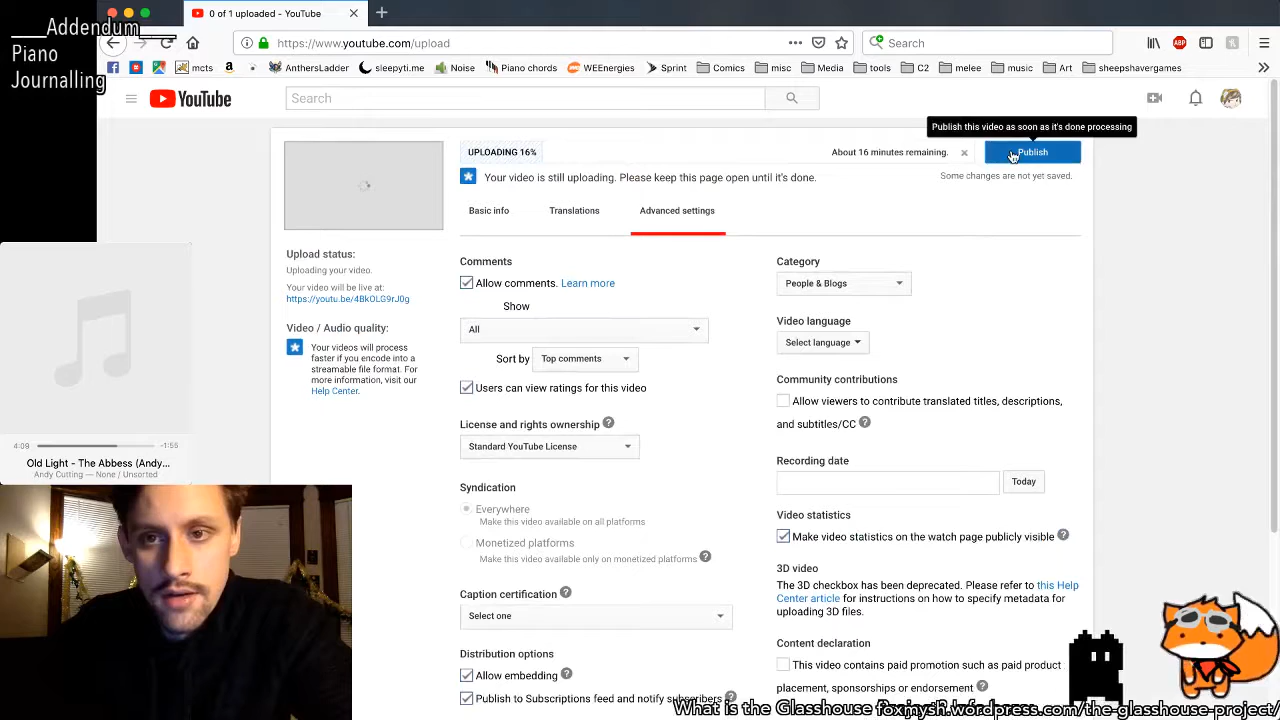 ___Addendum___
Piano
Journalling
0 of 1 uploaded - YouTube
https://www.youtube.com/upload
Search
mcts
AnthersLadder
sleepyti.me
Noise
Piano chords
WEEnergies
Sprint
Comics
misc
Media
tools
C2
melee
music
Art
sheepshavergames
YouTube
Search
Publish this video as soon as it's done processing
UPLOADING 16%
About 16 minutes remaining.
Publish
Your video is still uploading. Please keep this page open until it's done.
Some changes are not yet saved.
Basic info
Translations
Advanced settings
Upload status:
Uploading your video.
Your video will be live at:
https://youtu.be/4BkOLG9rJ0g
Video / Audio quality:
Your videos will process
faster if you encode into a
streamable file format. For
more information, visit our
Help Center.
Comments
Allow comments. Learn more
Show
All
Sort by
Top comments
Users can view ratings for this video
License and rights ownership
Standard YouTube License
Syndication
Everywhere
Make this video available on all platforms
Monetized platforms
Make this video available only on monetized platforms
Caption certification
Select one
Distribution options
Allow embedding
Publish to Subscriptions feed and notify subscribers
Category
People & Blogs
Video language
Select language
Community contributions
Allow viewers to contribute translated titles, descriptions,
and subtitles/CC
Recording date
Today
Video statistics
Make video statistics on the watch page publicly visible
3D video
The 3D checkbox has been deprecated. Please refer to this Help
Center article for instructions on how to specify metadata for
uploading 3D files.
Content declaration
This video contains paid promotion such as paid product
placement, sponsorships or endorsement
4:09
-1:55
Old Light - The Abbess (Andy...
Andy Cutting — None / Unsorted
What is the Glasshouse
foxmysh.wordpress.com/the-glasshouse-project/
ABP